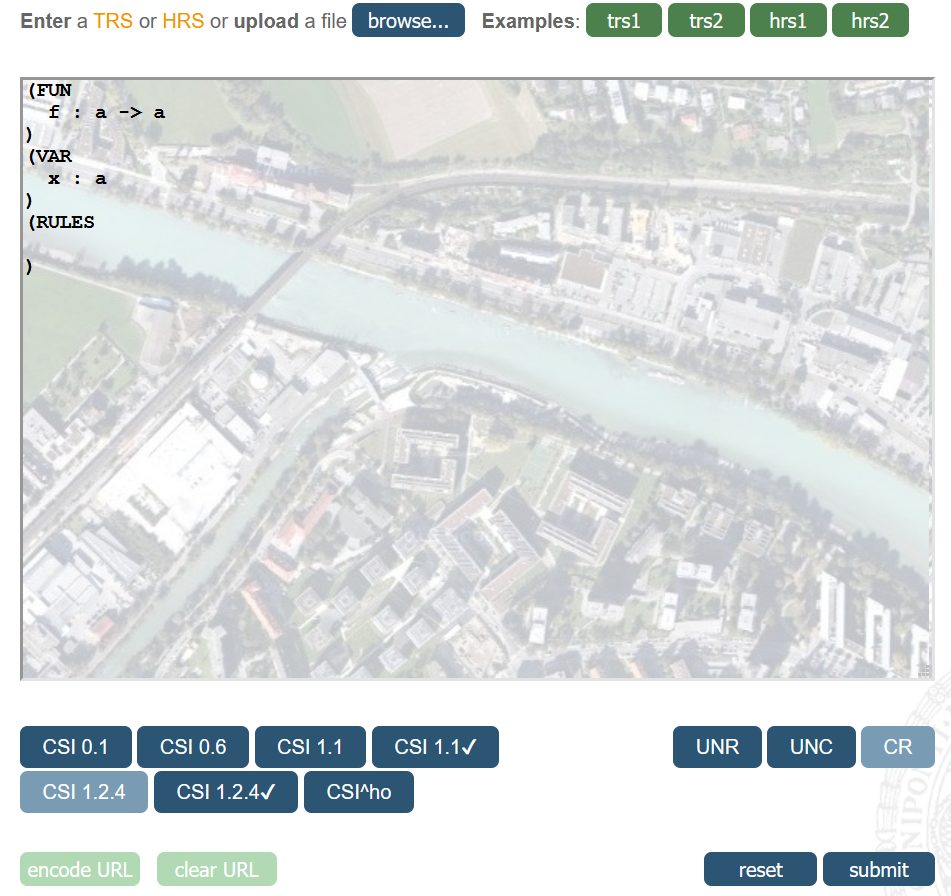 Enter a TRS or HRS or upload a file browse... Examples: trs1 trs2 hrs1 hrs2
(FUN
  f : a -> a
)
(VAR
  x : a
)
(RULES
)
CSI 0.1 CSI 0.6 CSI 1.1 CSI 1.1✓ UNR UNC CR
CSI 1.2.4 CSI 1.2.4✓ CSI^ho
encode URL clear URL reset submit